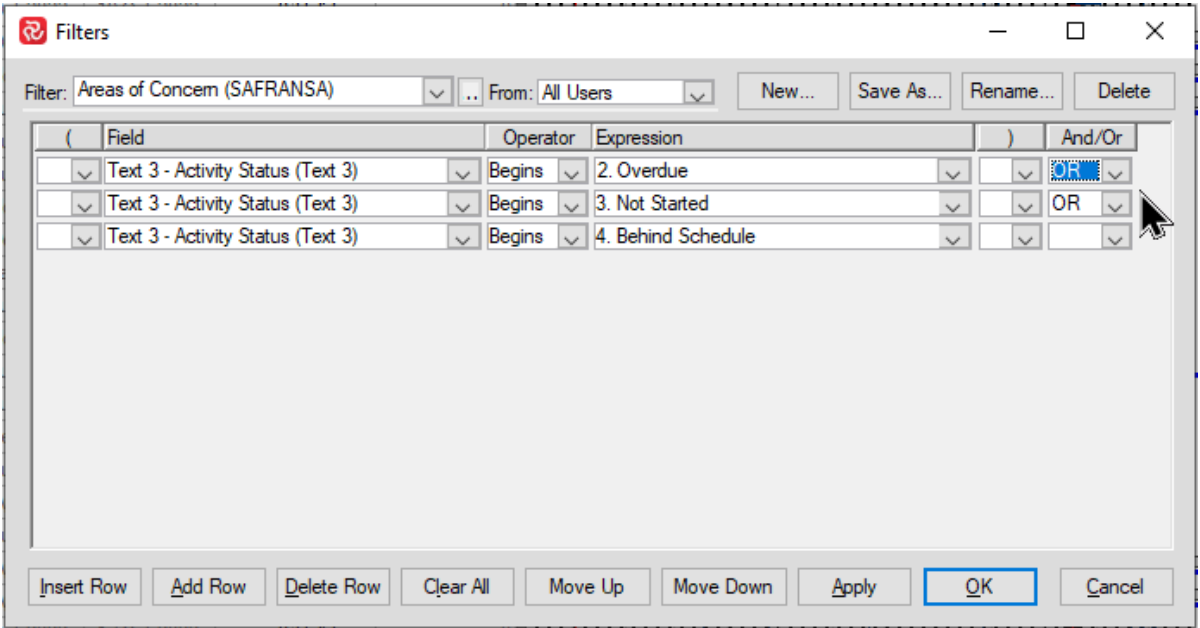 Filters
Filter: Areas of Concern (SAFRANSA) .. From: All Users New... Save As... Rename... Delete
( Field Operator Expression ) And/Or
Text 3 - Activity Status (Text 3) Begins 2. Overdue OR
Text 3 - Activity Status (Text 3) Begins 3. Not Started OR
Text 3 - Activity Status (Text 3) Begins 4. Behind Schedule
Insert Row Add Row Delete Row Clear All Move Up Move Down Apply OK Cancel